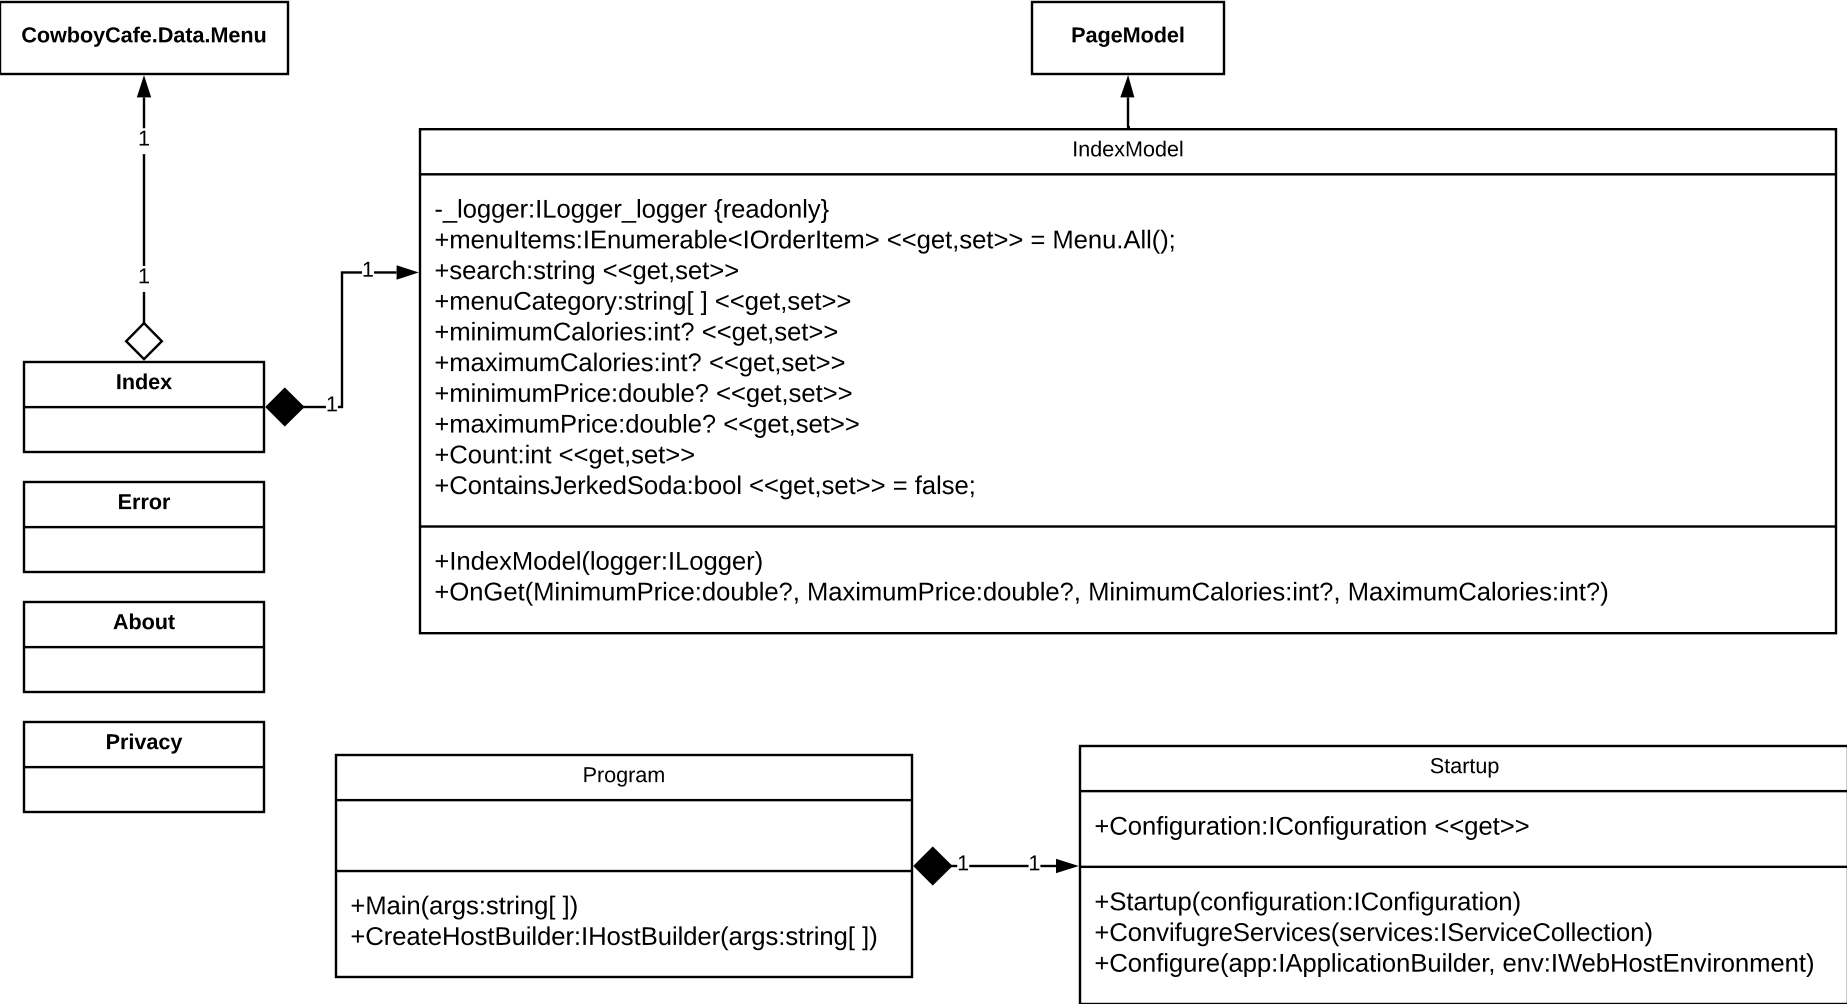 CowboyCafe.Data.Menu
PageModel
1
1
IndexModel
-_logger:ILogger_logger {readonly}
+menuItems:IEnumerable<IOrderItem> <<get,set>> = Menu.All();
+search:string <<get,set>>
+menuCategory:string[ ] <<get,set>>
+minimumCalories:int? <<get,set>>
+maximumCalories:int? <<get,set>>
+minimumPrice:double? <<get,set>>
+maximumPrice:double? <<get,set>>
+Count:int <<get,set>>
+ContainsJerkedSoda:bool <<get,set>> = false;
+IndexModel(logger:ILogger)
+OnGet(MinimumPrice:double?, MaximumPrice:double?, MinimumCalories:int?, MaximumCalories:int?)
1
1
Index
Error
About
Privacy
Program
+Main(args:string[ ])
+CreateHostBuilder:IHostBuilder(args:string[ ])
1
1
Startup
+Configuration:IConfiguration <<get>>
+Startup(configuration:IConfiguration)
+ConvifugreServices(services:IServiceCollection)
+Configure(app:IApplicationBuilder, env:IWebHostEnvironment)